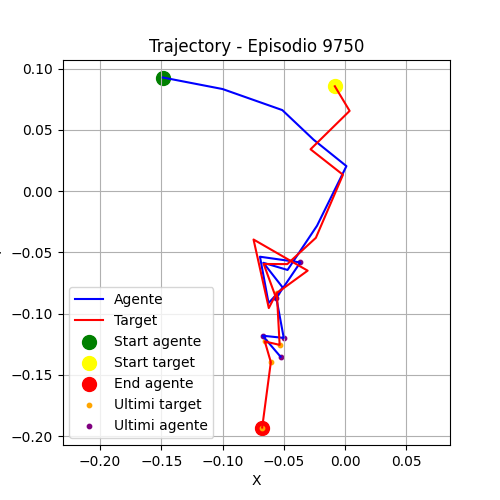 Trajectory - Episodio 9750
0.10
0.05
0.00
−0.05
−0.10
−0.15
−0.20
Agente
Target
Start agente
Start target
End agente
Ultimi target
Ultimi agente
−0.20 −0.15 −0.10 −0.05 0.00 0.05
X